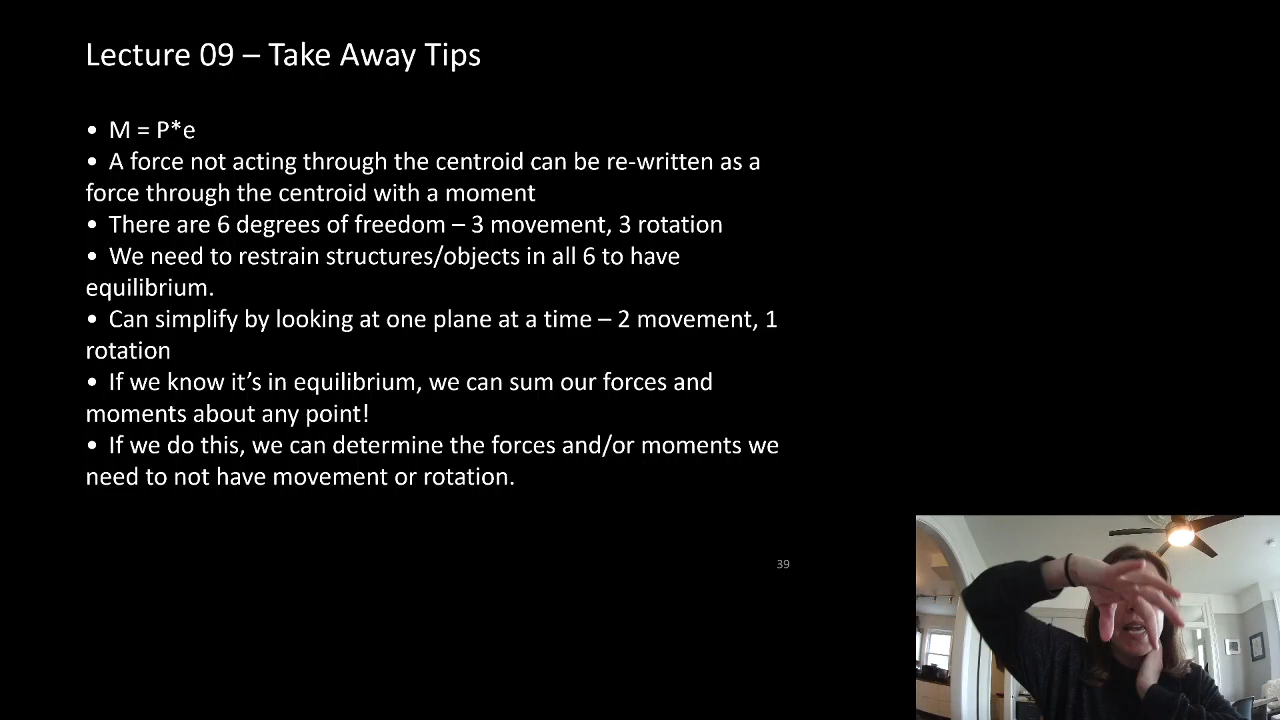 Lecture 09 – Take Away Tips
• M = P*e
• A force not acting through the centroid can be re-written as a
force through the centroid with a moment
• There are 6 degrees of freedom – 3 movement, 3 rotation
• We need to restrain structures/objects in all 6 to have
equilibrium.
• Can simplify by looking at one plane at a time – 2 movement, 1
rotation
• If we know it’s in equilibrium, we can sum our forces and
moments about any point!
• If we do this, we can determine the forces and/or moments we
need to not have movement or rotation.
39